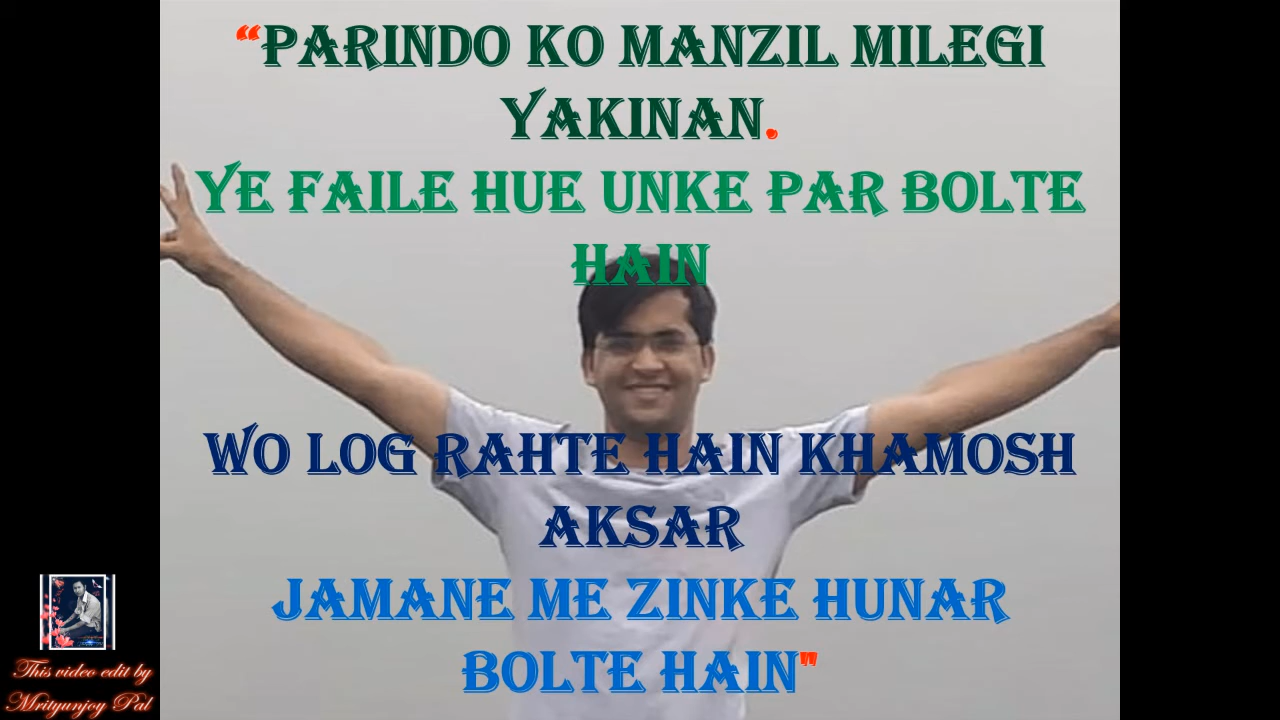 “PARINDO KO MANZIL MILEGI
YAKINAN.
YE FAILE HUE UNKE PAR BOLTE
HAIN
WO LOG RAHTE HAIN KHAMOSH
AKSAR
JAMANE ME ZINKE HUNAR
BOLTE HAIN"
This video edit by
Mrityunjoy Pal